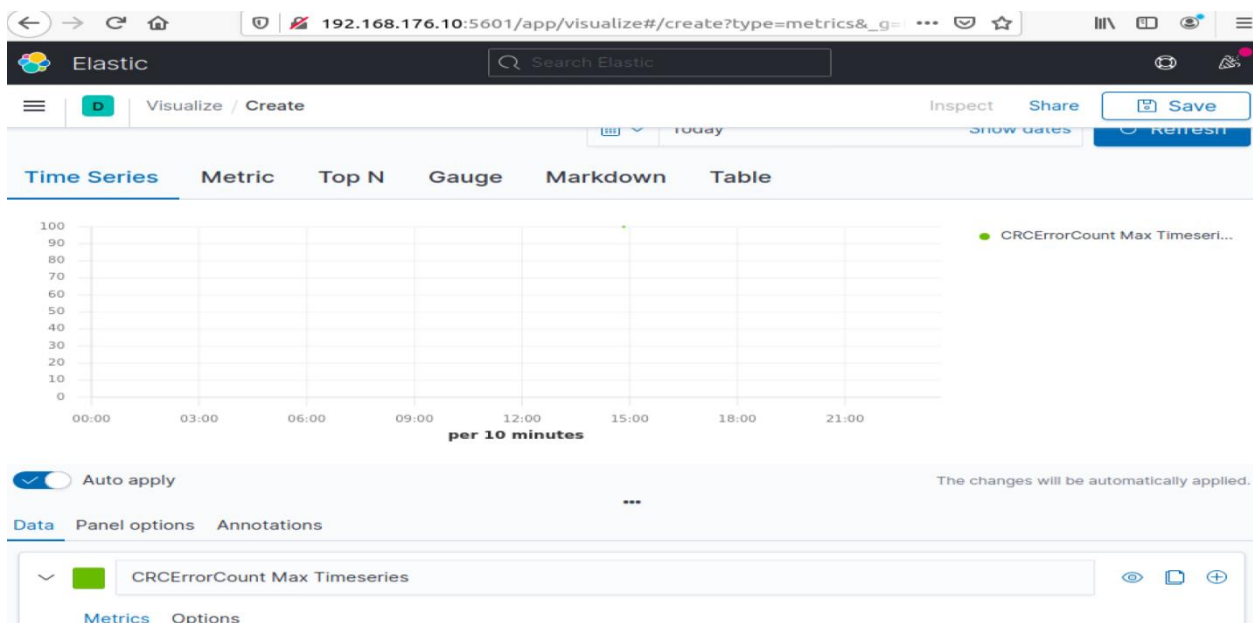 192.168.176.10:5601/app/visualize#/create?type=metrics&_g=
Elastic
Search Elastic
D Visualize / Create Inspect Share Save
Today Show dates Refresh
Time Series Metric Top N Gauge Markdown Table
100
90
80
70
60
50
40
30
20
10
0
CRCErrorCount Max Timeseri...
00:00 03:00 06:00 09:00 12:00 15:00 18:00 21:00
per 10 minutes
Auto apply The changes will be automatically applied.
Data Panel options Annotations
CRCErrorCount Max Timeseries
Metrics Options